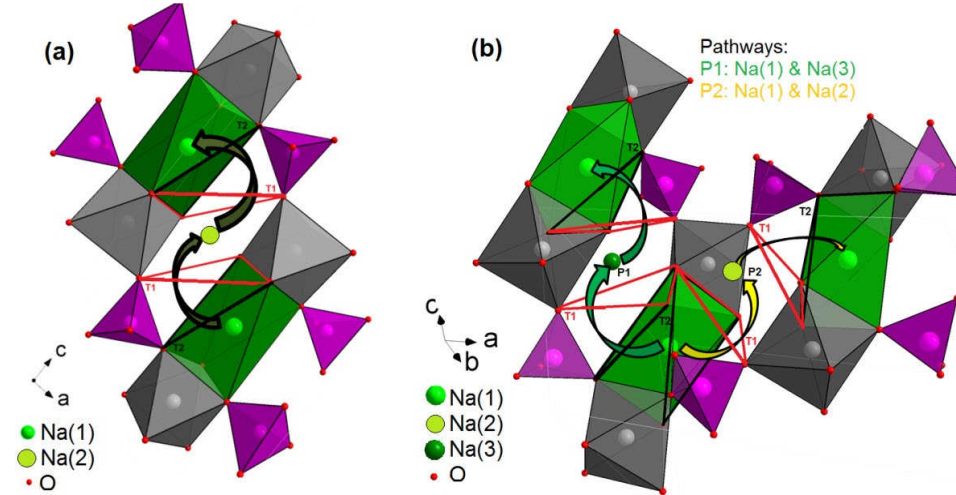 (a)
T2
T1
T1
T2
c
a
Na(1)
Na(2)
O
(b)
Pathways:
P1: Na(1) & Na(3)
P2: Na(1) & Na(2)
T2
T1
T2
P1
P2
T1
T2
T1
c
a
b
Na(1)
Na(2)
Na(3)
O